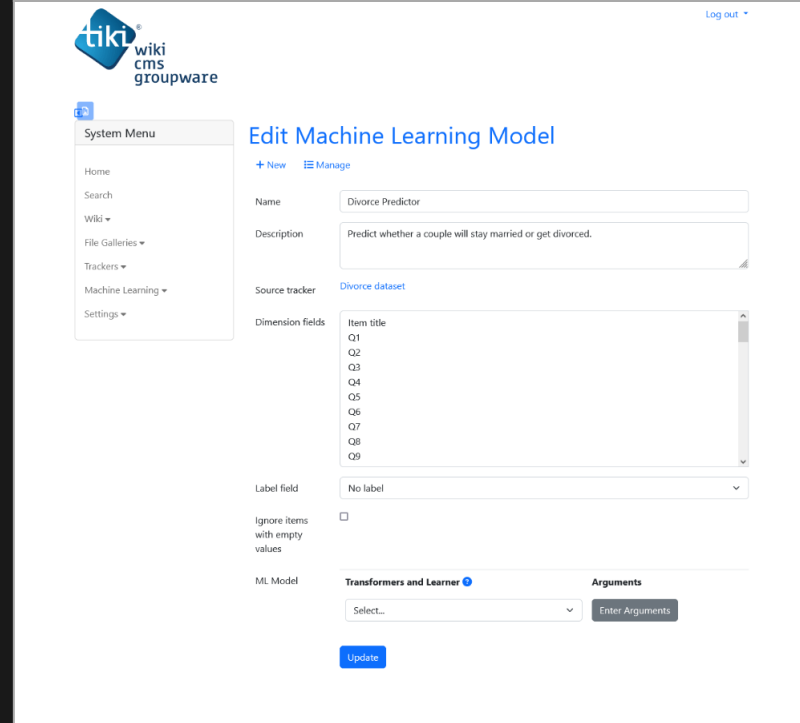 Log out
tiki®
wiki
cms
groupware
System Menu
Home
Search
Wiki
File Galleries
Trackers
Machine Learning
Settings
Edit Machine Learning Model
+ New Manage
Name Divorce Predictor
Description Predict whether a couple will stay married or get divorced.
Source tracker Divorce dataset
Dimension fields Item title
Q1
Q2
Q3
Q4
Q5
Q6
Q7
Q8
Q9
Label field No label
Ignore items
with empty
values
ML Model Transformers and Learner ? Arguments
Select... Enter Arguments
Update